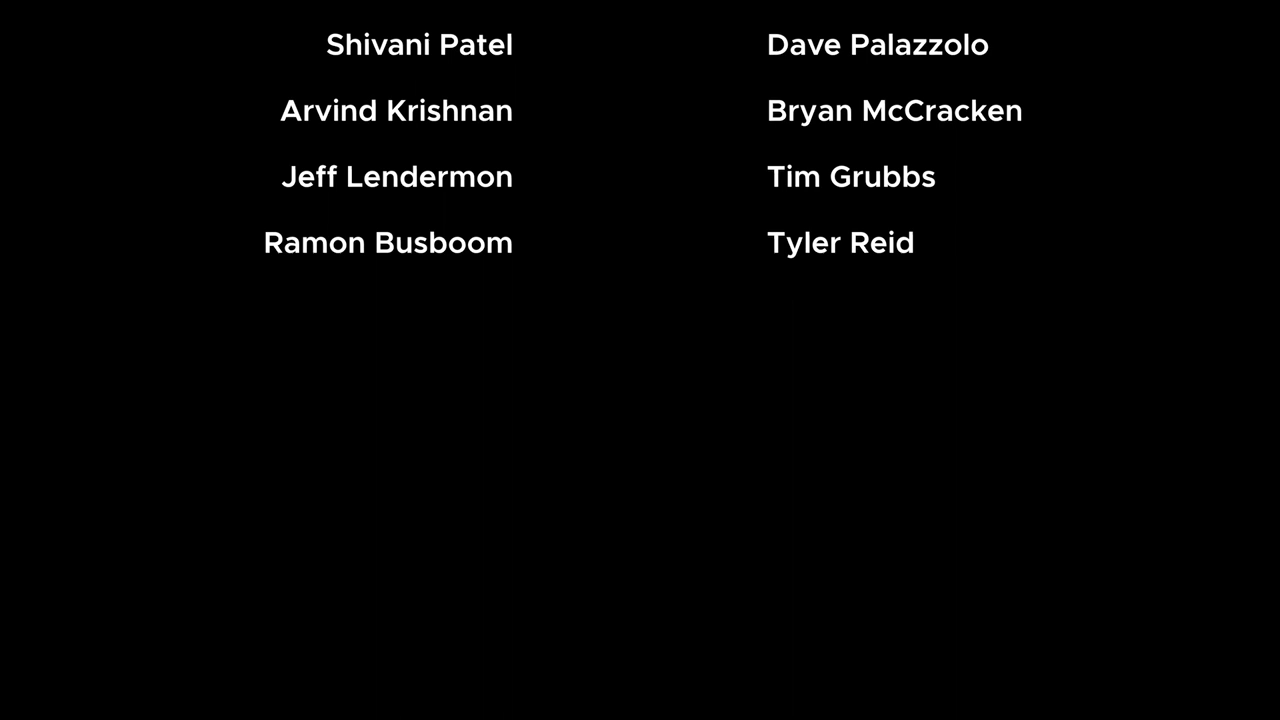 Shivani Patel
Dave Palazzolo
Arvind Krishnan
Bryan McCracken
Jeff Lendermon
Tim Grubbs
Ramon Busboom
Tyler Reid